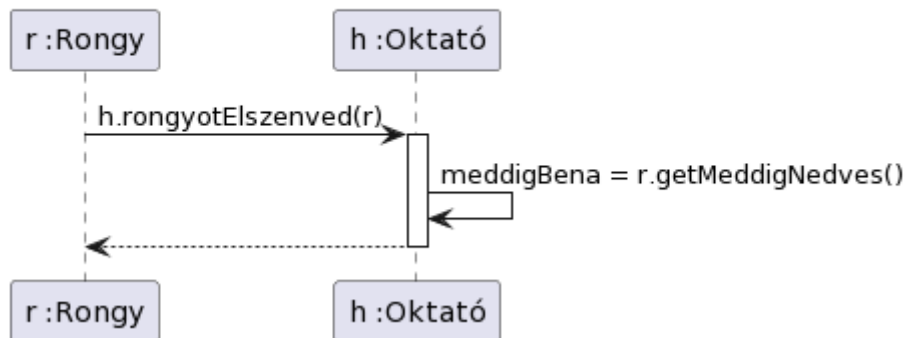 r :Rongy
h :Oktató
h.rongyotElszenved(r)
meddigBena = r.getMeddigNedves()
r :Rongy
h :Oktató